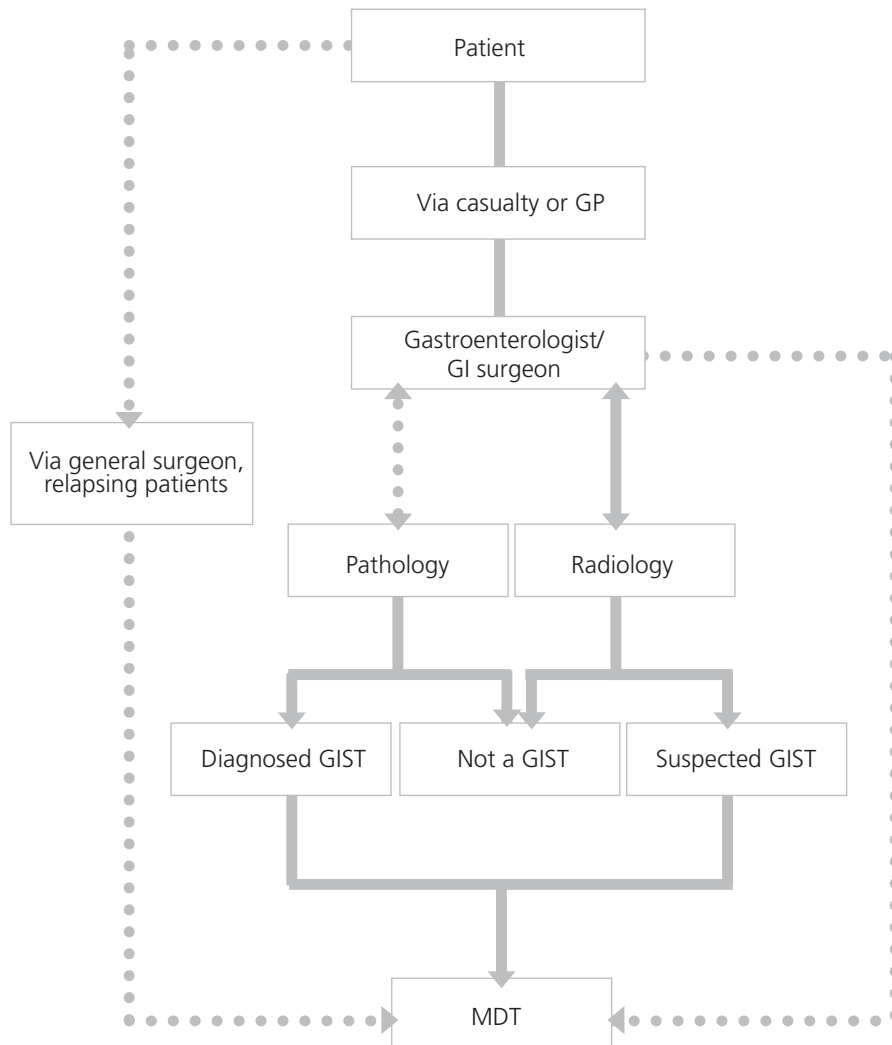 Patient
Via casualty or GP
Gastroenterologist/
GI surgeon
Via general surgeon,
relapsing patients
Pathology
Radiology
Diagnosed GIST
Not a GIST
Suspected GIST
MDT